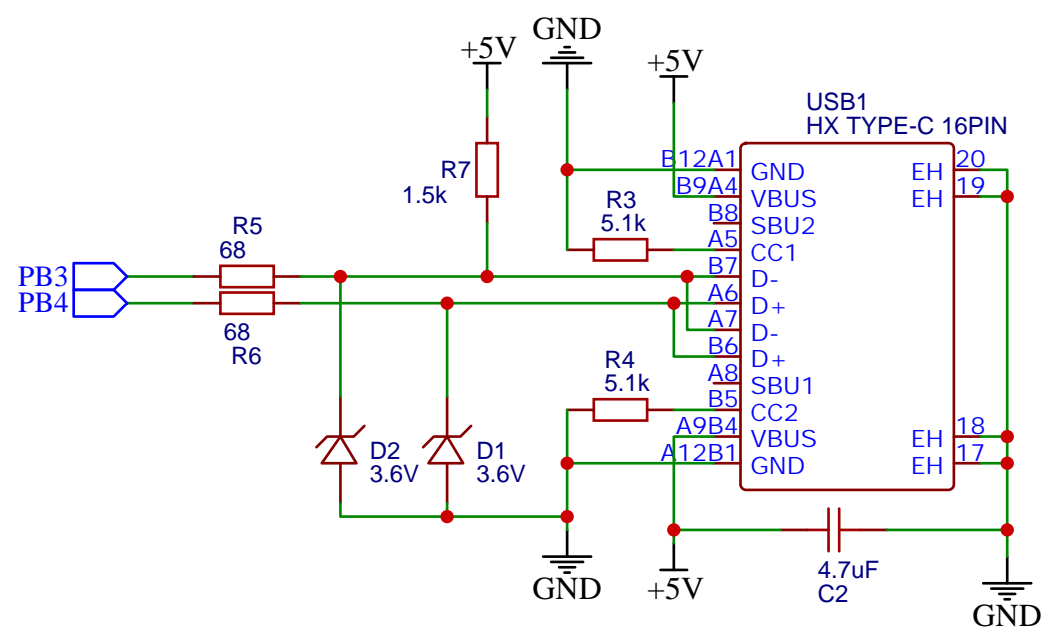 GND
+5V
+5V
USB1
HX TYPE-C 16PIN
R7
1.5k
B12A1
GND
EH
20
B9A4
VBUS
EH
19
R3
5.1k
B8
SBU2
A5
CC1
R5
68
PB3
B7
D-
PB4
A6
D+
68
R6
A7
D-
B6
D+
R4
5.1k
A8
SBU1
B5
CC2
A9B4
VBUS
EH
18
A12B1
GND
EH
17
D2
3.6V
D1
3.6V
4.7uF
C2
GND
+5V
GND